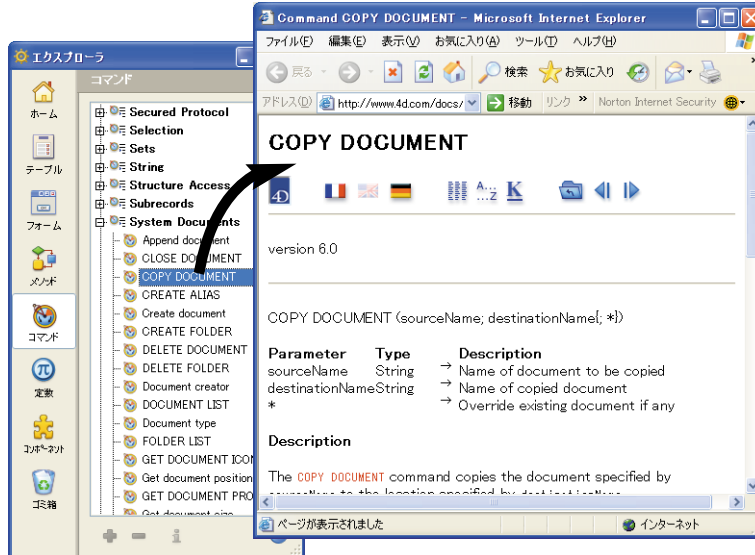 エクスプローラ
コマンド
ホーム
テーブル
フォーム
メソッド
コマンド
定数
コンポーネント
ゴミ箱
Secured Protocol
Selection
Sets
String
Structure Access
Subrecords
System Documents
Append document
CLOSE DOCUMENT
COPY DOCUMENT
CREATE ALIAS
Create document
CREATE FOLDER
DELETE DOCUMENT
DELETE FOLDER
Document creator
DOCUMENT LIST
Document type
FOLDER LIST
GET DOCUMENT ICON
Get document position
GET DOCUMENT PRO
Get document size
Command COPY DOCUMENT - Microsoft Internet Explorer
ファイル(F) 編集(E) 表示(V) お気に入り(A) ツール(T) ヘルプ(H)
戻る 検索 お気に入り
アドレス(D) http://www.4d.com/docs/ 移動 リンク » Norton Internet Security
COPY DOCUMENT
4D A... ...Z K
version 6.0
COPY DOCUMENT (sourceName; destinationName{; *})
Parameter Type Description
sourceName String → Name of document to be copied
destinationName String → Name of copied document
* → Override existing document if any
Description
The COPY DOCUMENT command copies the document specified by
sourceName to the location specified by destinationName.
ページが表示されました インターネット